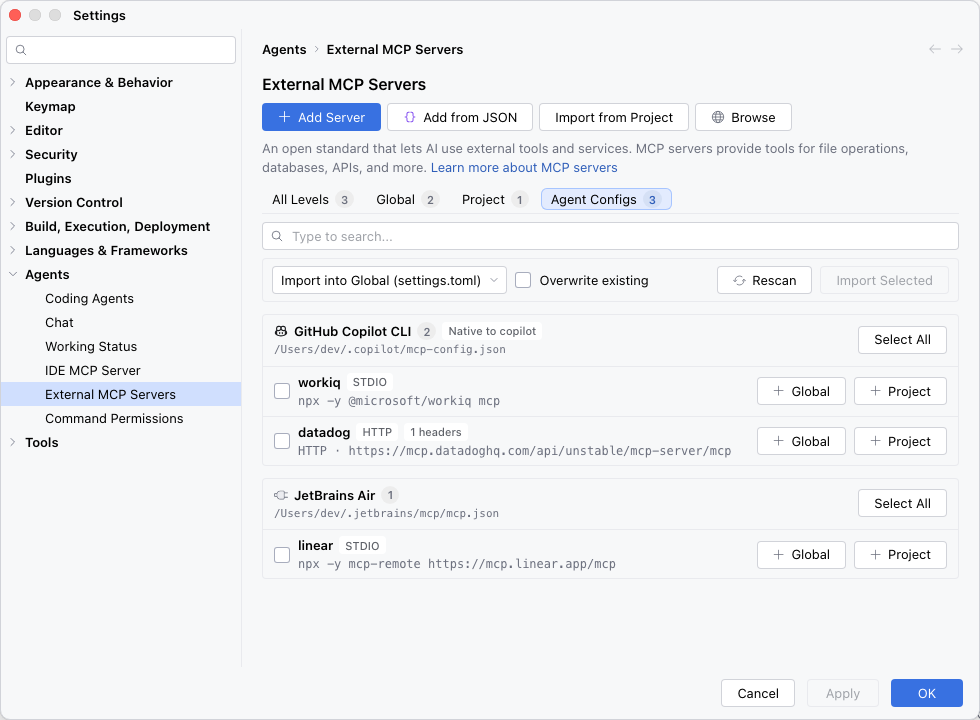 Settings
Appearance & Behavior
Keymap
Editor
Security
Plugins
Version Control
Build, Execution, Deployment
Languages & Frameworks
Agents
Coding Agents
Chat
Working Status
IDE MCP Server
External MCP Servers
Command Permissions
Tools
Agents › External MCP Servers
External MCP Servers
+ Add Server {} Add from JSON Import from Project Browse
An open standard that lets AI use external tools and services. MCP servers provide tools for file operations,
databases, APIs, and more. Learn more about MCP servers
All Levels 3 Global 2 Project 1 Agent Configs 3
Type to search...
Import into Global (settings.toml) Overwrite existing Rescan Import Selected
GitHub Copilot CLI 2 Native to copilot
/Users/dev/.copilot/mcp-config.json
Select All
workiq STDIO
npx -y @microsoft/workiq mcp
+ Global + Project
datadog HTTP 1 headers
HTTP · https://mcp.datadoghq.com/api/unstable/mcp-server/mcp
+ Global + Project
JetBrains Air 1
/Users/dev/.jetbrains/mcp/mcp.json
Select All
linear STDIO
npx -y mcp-remote https://mcp.linear.app/mcp
+ Global + Project
Cancel Apply OK